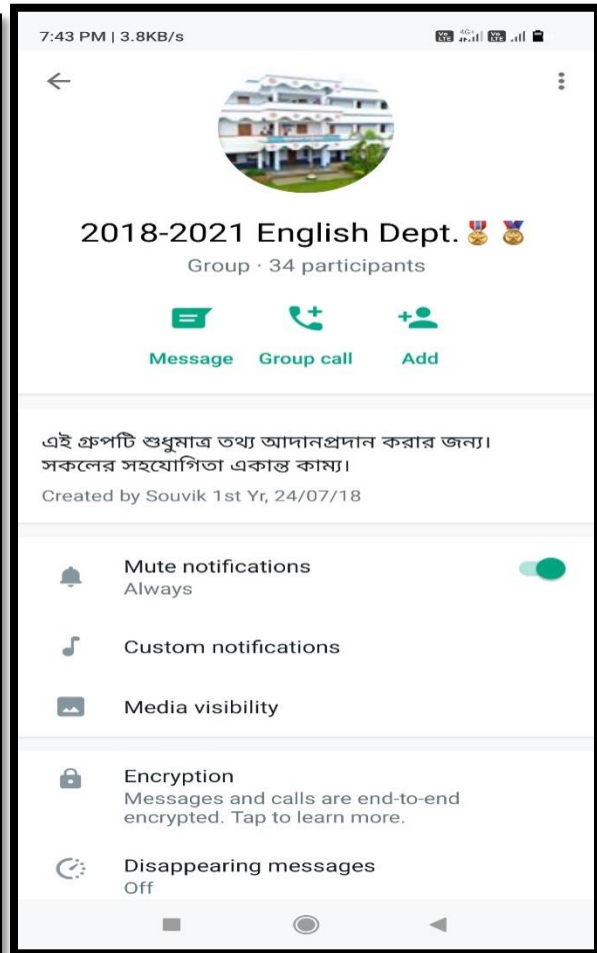 7:43 PM | 3.8KB/s
2018-2021 English Dept.🎖️🎖️
Group · 34 participants
Message Group call Add
এই গ্রুপটি শুধুমাত্র তথ্য আদানপ্রদান করার জন্য।
সকলের সহযোগিতা একান্ত কাম্য।
Created by Souvik 1st Yr, 24/07/18
Mute notifications
Always
Custom notifications
Media visibility
Encryption
Messages and calls are end-to-end
encrypted. Tap to learn more.
Disappearing messages
Off